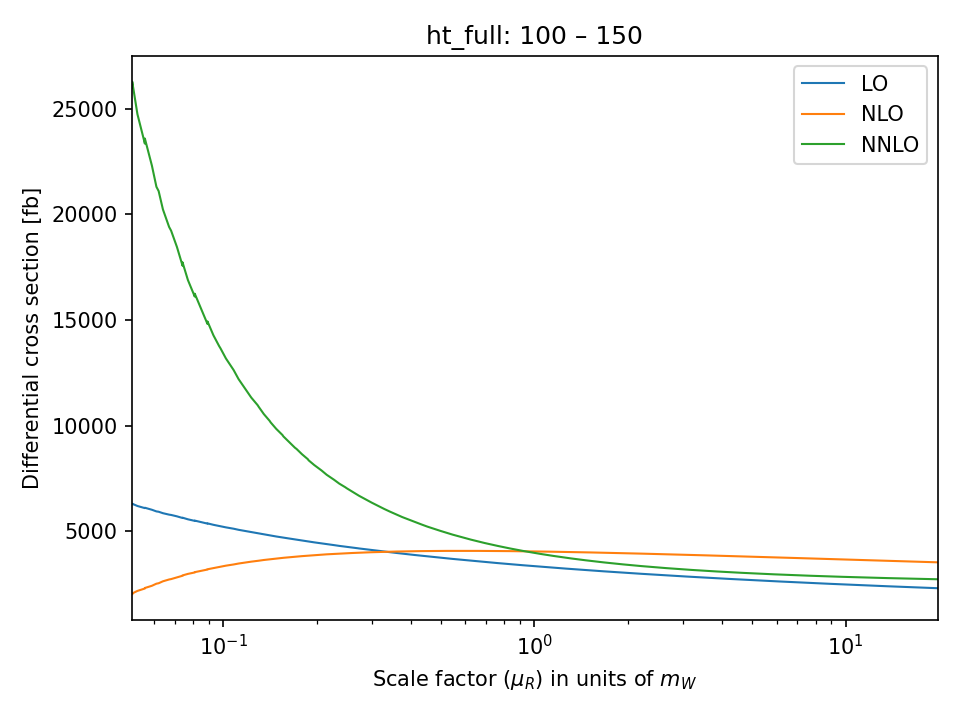 ht_full: 100 – 150
LO
NLO
NNLO
Differential cross section [fb]
25000
20000
15000
10000
5000
10⁻¹
10⁰
10¹
Scale factor (μ_R) in units of m_W